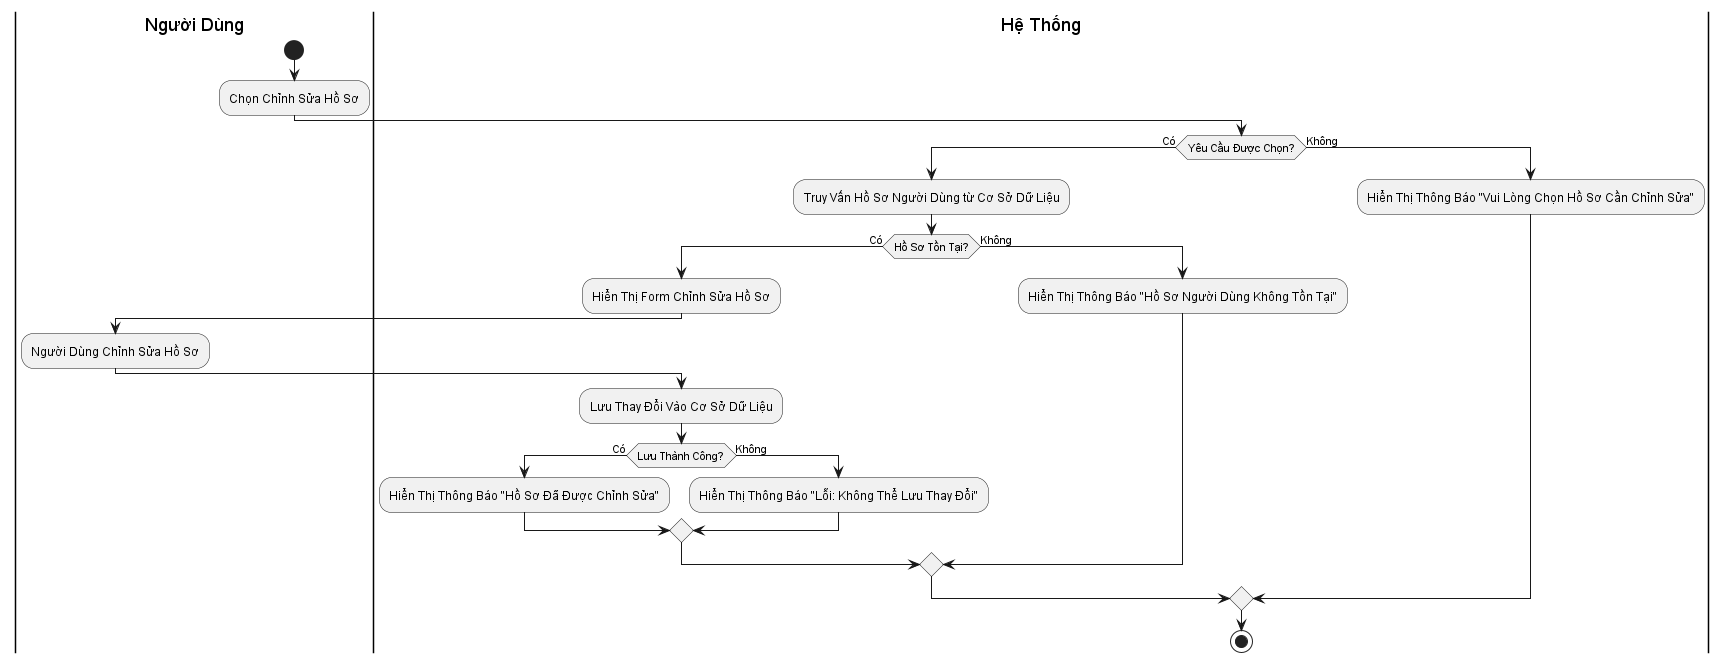 Người Dùng
Hệ Thống
Chọn Chỉnh Sửa Hồ Sơ
Có
Yêu Cầu Được Chọn?
Không
Truy Vấn Hồ Sơ Người Dùng từ Cơ Sở Dữ Liệu
Hiển Thị Thông Báo "Vui Lòng Chọn Hồ Sơ Cần Chỉnh Sửa"
Có
Hồ Sơ Tồn Tại?
Không
Hiển Thị Form Chỉnh Sửa Hồ Sơ
Hiển Thị Thông Báo "Hồ Sơ Người Dùng Không Tồn Tại"
Người Dùng Chỉnh Sửa Hồ Sơ
Lưu Thay Đổi Vào Cơ Sở Dữ Liệu
Có
Lưu Thành Công?
Không
Hiển Thị Thông Báo "Hồ Sơ Đã Được Chỉnh Sửa"
Hiển Thị Thông Báo "Lỗi: Không Thể Lưu Thay Đổi"